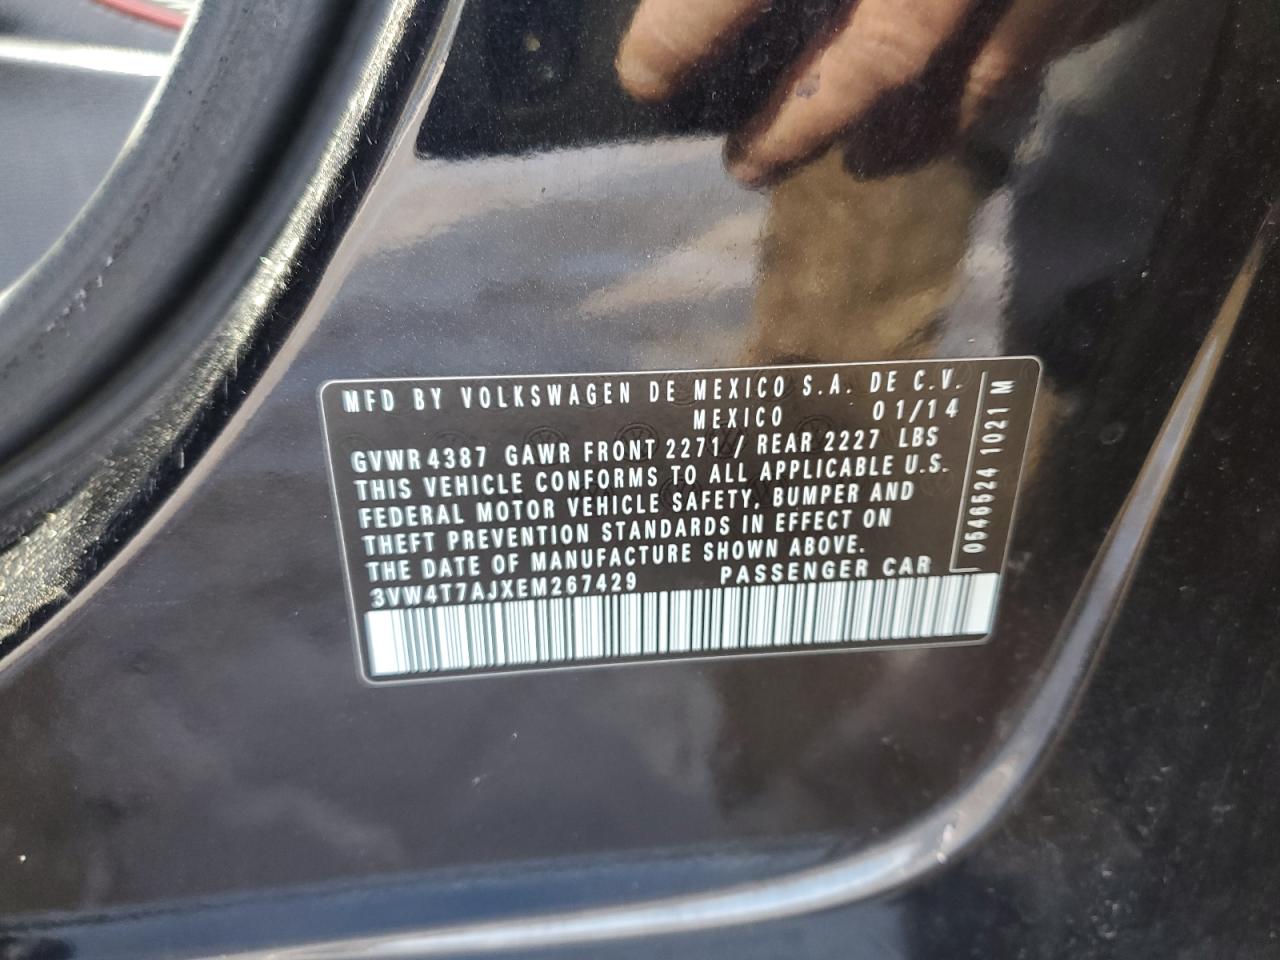 MFD BY VOLKSWAGEN DE MEXICO S.A. DE C.V.
MEXICO 01/14
GVWR 4387 GAWR FRONT 2271 // REAR 2227 LBS
THIS VEHICLE CONFORMS TO ALL APPLICABLE U.S.
FEDERAL MOTOR VEHICLE SAFETY, BUMPER AND
THEFT PREVENTION STANDARDS IN EFFECT ON
THE DATE OF MANUFACTURE SHOWN ABOVE.
3VW4T7AJXEM267429 PASSENGER CAR
0546524 1021 M